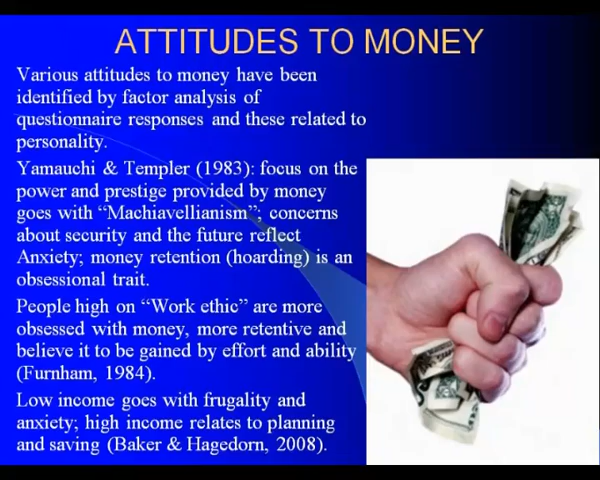 ATTITUDES TO MONEY
Various attitudes to money have been
identified by factor analysis of
questionnaire responses and these related to
personality.
Yamauchi & Templer (1983): focus on the
power and prestige provided by money
goes with “Machiavellianism”; concerns
about security and the future reflect
Anxiety; money retention (hoarding) is an
obsessional trait.
People high on “Work ethic” are more
obsessed with money, more retentive and
believe it to be gained by effort and ability
(Furnham, 1984).
Low income goes with frugality and
anxiety; high income relates to planning
and saving (Baker & Hagedorn, 2008).